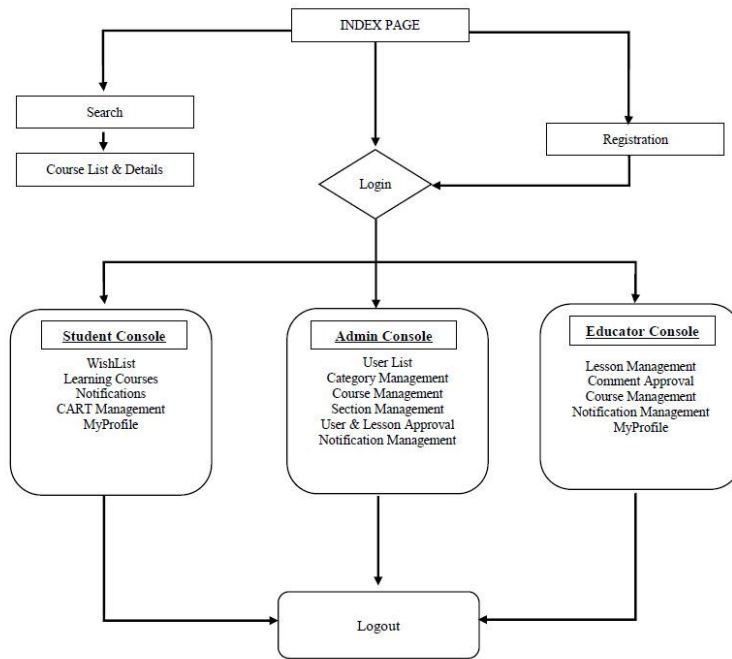 INDEX PAGE
Search
Course List & Details
Registration
Login
Student Console
WishList
Learning Courses
Notifications
CART Management
MyProfile
Admin Console
User List
Category Management
Course Management
Section Management
User & Lesson Approval
Notification Management
Educator Console
Lesson Management
Comment Approval
Course Management
Notification Management
MyProfile
Logout